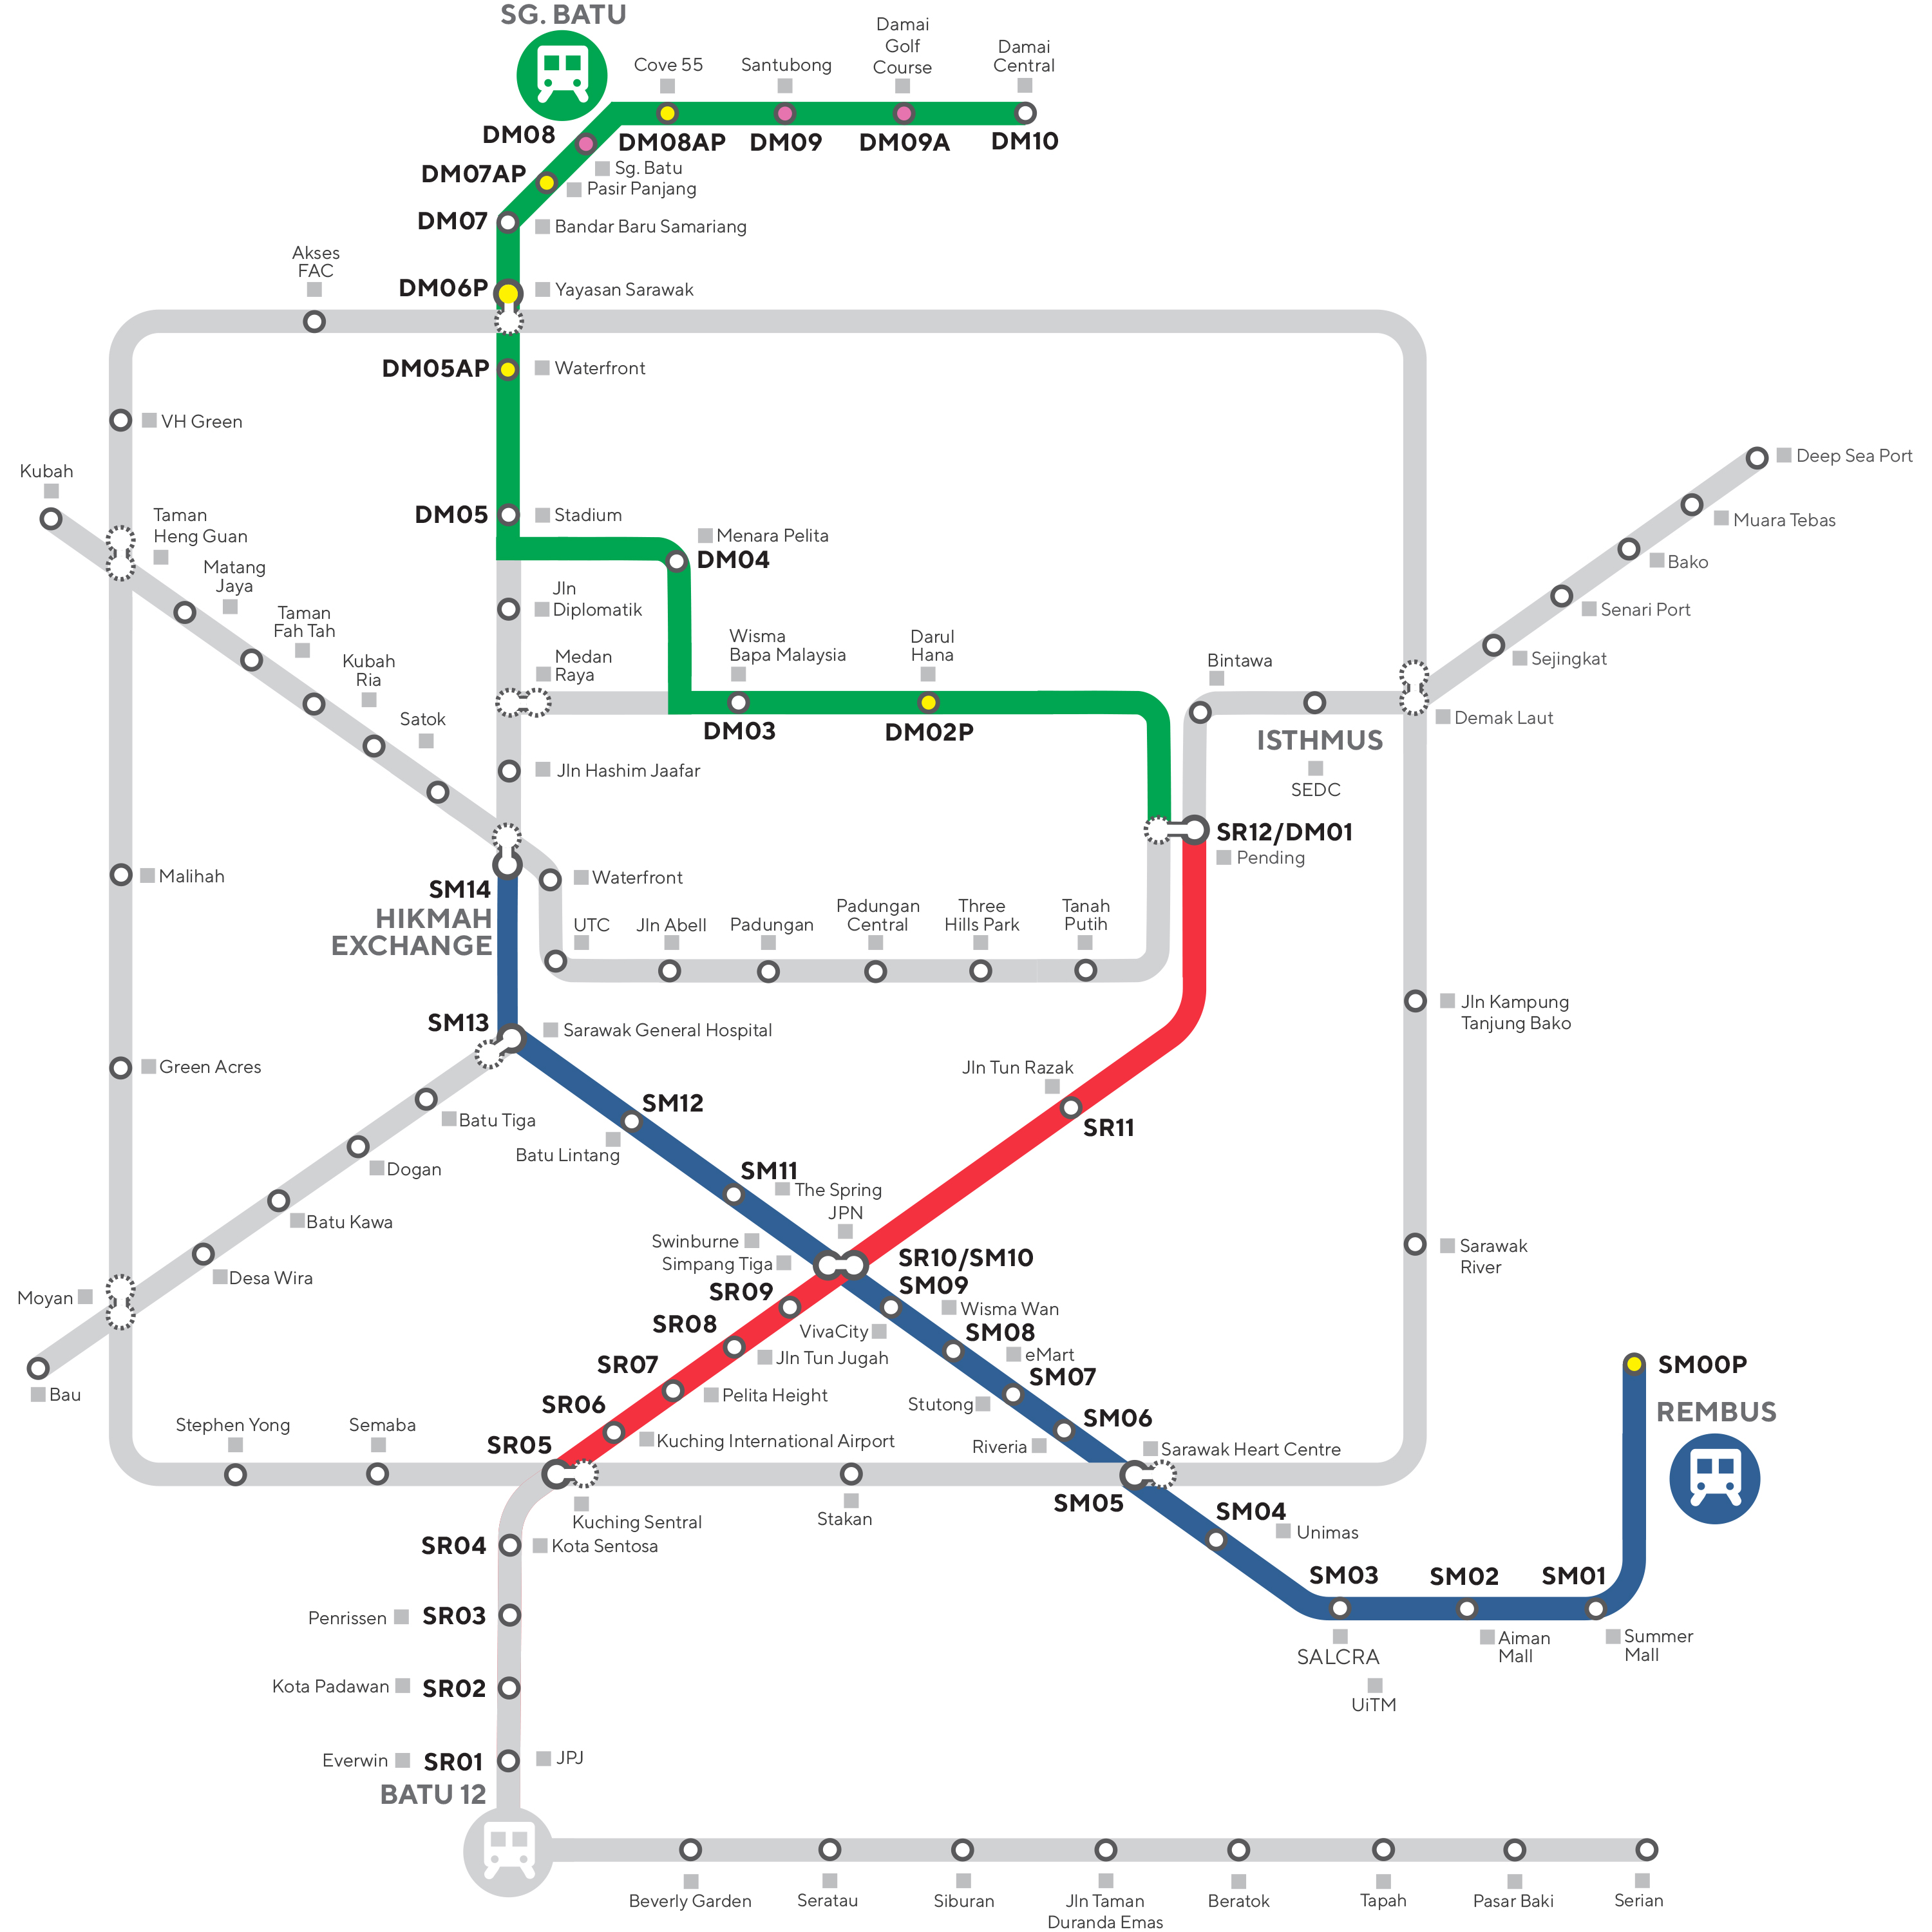 SG. BATU
Damai
Golf
Course
Damai
Central
Cove 55
Santubong
DM08
DM08AP
DM09
DM09A
DM10
DM07AP
Sg. Batu
Pasir Panjang
DM07
Bandar Baru Samariang
Akses
FAC
DM06P
Yayasan Sarawak
DM05AP
Waterfront
VH Green
Kubah
Deep Sea Port
Taman
Heng Guan
DM05
Stadium
Muara Tebas
Menara Pelita
DM04
Matang
Jaya
Bako
Jln
Diplomatik
Taman
Fah Tah
Senari Port
Wisma
Bapa Malaysia
Darul
Hana
Medan
Raya
Kubah
Ria
Bintawa
Sejingkat
Satok
DM03
DM02P
Demak Laut
ISTHMUS
SEDC
Jln Hashim Jaafar
SR12/DM01
Pending
Malihah
SM14
HIKMAH
EXCHANGE
Waterfront
UTC
Jln Abell
Padungan
Padungan
Central
Three
Hills Park
Tanah
Putih
SM13
Sarawak General Hospital
Jln Kampung
Tanjung Bako
Green Acres
Jln Tun Razak
SM12
SR11
Batu Tiga
Batu Lintang
Dogan
SM11
The Spring
JPN
Batu Kawa
Swinburne
Simpang Tiga
SR10/SM10
SM09
Sarawak
River
Desa Wira
Moyan
SR09
Wisma Wan
SR08
VivaCity
SM08
Jln Tun Jugah
eMart
SR07
SM07
SM00P
Bau
Pelita Height
Stutong
REMBUS
SR06
SM06
Stephen Yong
Semaba
SR05
Kuching International Airport
Riveria
Sarawak Heart Centre
SM05
SM04
Kuching Sentral
Stakan
Unimas
SR04
Kota Sentosa
SM03
SM02
SM01
Penrissen
SR03
SALCRA
Aiman
Mall
Summer
Mall
Kota Padawan
SR02
UiTM
Everwin
SR01
JPJ
BATU 12
Beverly Garden
Seratau
Siburan
Jln Taman
Duranda Emas
Beratok
Tapah
Pasar Baki
Serian